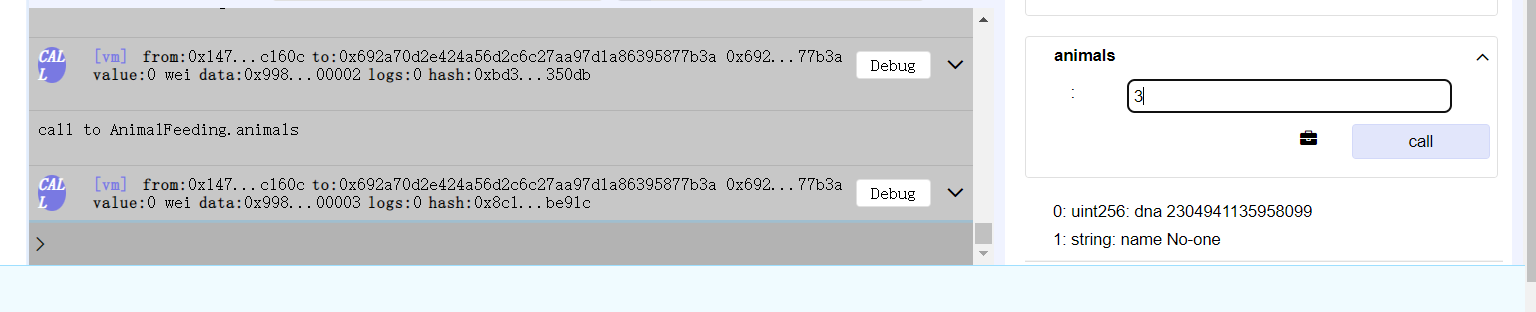 CAL
L
[vm] from:0x147...c160c to:0x692a70d2e424a56d2c6c27aa97d1a86395877b3a 0x692...77b3a
value:0 wei data:0x998...00002 logs:0 hash:0xbd3...350db
Debug
call to AnimalFeeding.animals
CAL
L
[vm] from:0x147...c160c to:0x692a70d2e424a56d2c6c27aa97d1a86395877b3a 0x692...77b3a
value:0 wei data:0x998...00003 logs:0 hash:0x8c1...be91c
Debug
>
animals
:
3
call
0: uint256: dna 2304941135958099
1: string: name No-one